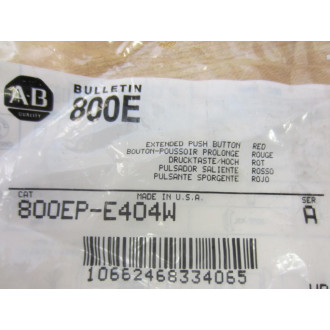 A-B
QUALITY
BULLETIN
800E
EXTENDED PUSH BUTTON RED
BOUTON-POUSSOIR PROLONGE ROUGE
DRUCKTASTE/HOCH ROT
PULSADOR SALIENTE ROSSO
PULSANTE SPORGENTE ROJO
CAT MADE IN U.S.A. SER
800EP-E404W A
10662468334065